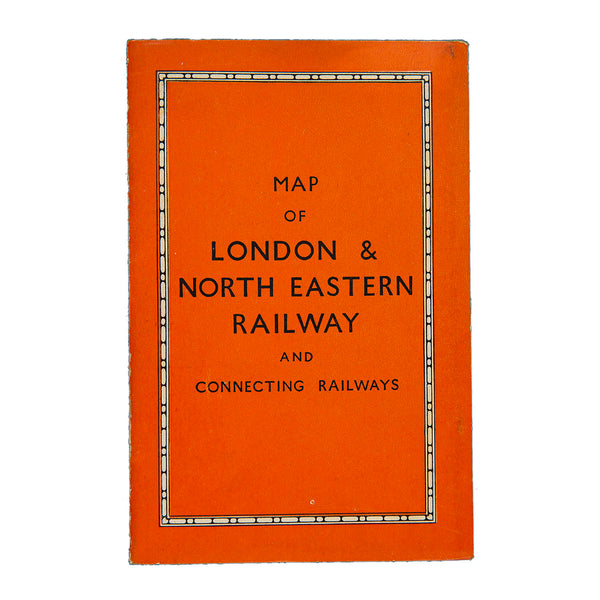 MAP
OF
LONDON &
NORTH EASTERN
RAILWAY
AND
CONNECTING RAILWAYS